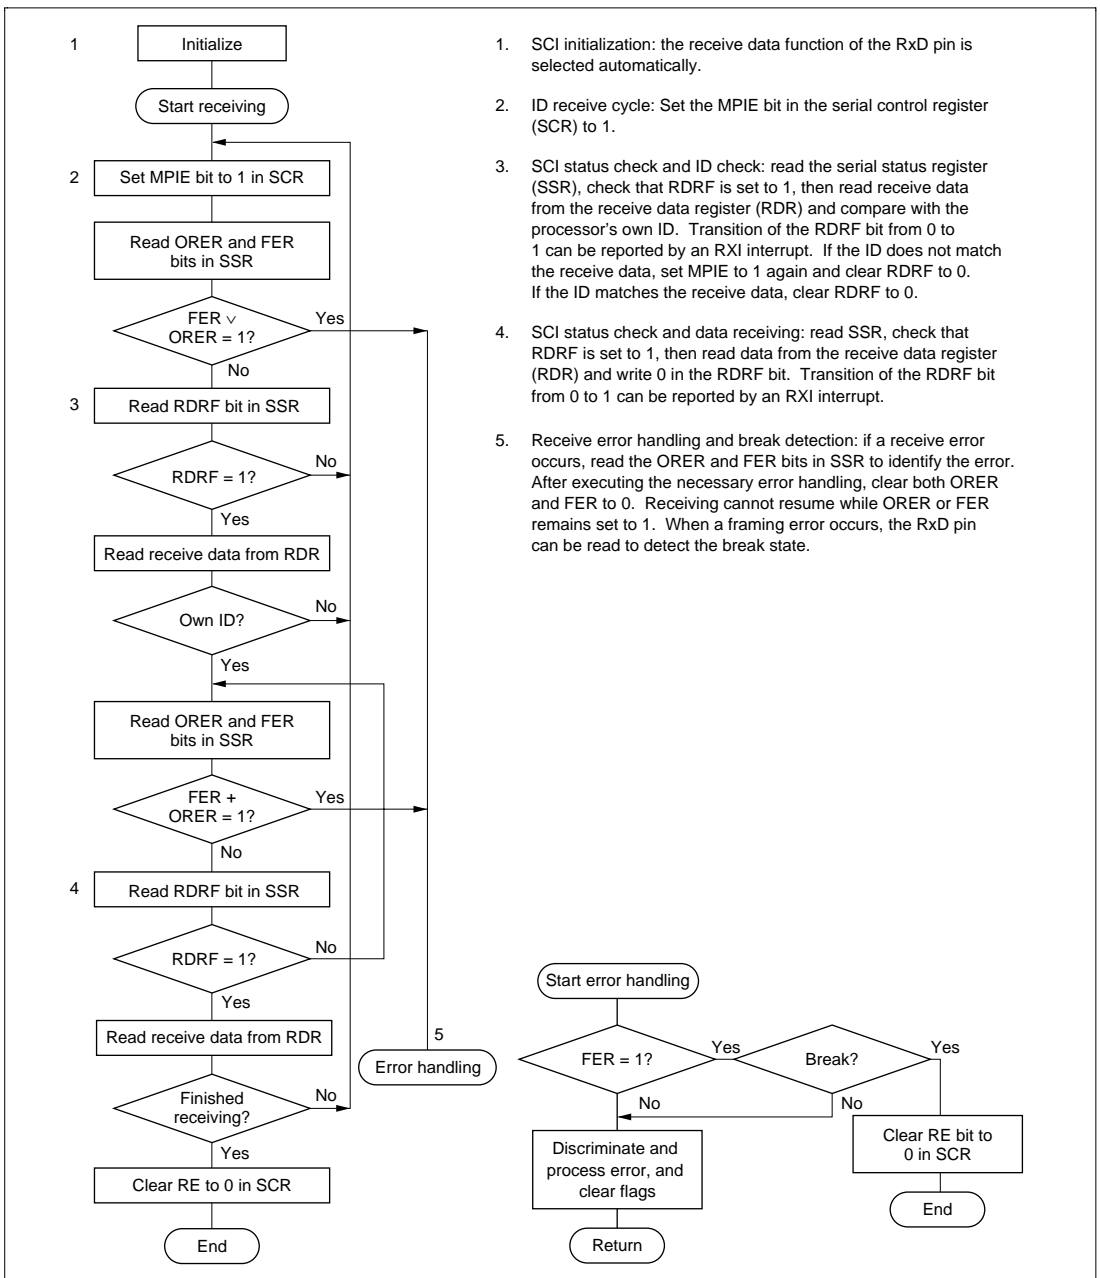 1
Initialize
Start receiving
2
Set MPIE bit to 1 in SCR
Read ORER and FER
bits in SSR
FER ∨
ORER = 1?
Yes
No
3
Read RDRF bit in SSR
RDRF = 1?
No
Yes
Read receive data from RDR
Own ID?
No
Yes
Read ORER and FER
bits in SSR
FER +
ORER = 1?
Yes
No
4
Read RDRF bit in SSR
RDRF = 1?
No
Yes
Read receive data from RDR
Finished
receiving?
No
Yes
Clear RE to 0 in SCR
End
5
Error handling
1. SCI initialization: the receive data function of the RxD pin is
selected automatically.
2. ID receive cycle: Set the MPIE bit in the serial control register
(SCR) to 1.
3. SCI status check and ID check: read the serial status register
(SSR), check that RDRF is set to 1, then read receive data
from the receive data register (RDR) and compare with the
processor's own ID. Transition of the RDRF bit from 0 to
1 can be reported by an RXI interrupt. If the ID does not match
the receive data, set MPIE to 1 again and clear RDRF to 0.
If the ID matches the receive data, clear RDRF to 0.
4. SCI status check and data receiving: read SSR, check that
RDRF is set to 1, then read data from the receive data register
(RDR) and write 0 in the RDRF bit. Transition of the RDRF bit
from 0 to 1 can be reported by an RXI interrupt.
5. Receive error handling and break detection: if a receive error
occurs, read the ORER and FER bits in SSR to identify the error.
After executing the necessary error handling, clear both ORER
and FER to 0. Receiving cannot resume while ORER or FER
remains set to 1. When a framing error occurs, the RxD pin
can be read to detect the break state.
Start error handling
FER = 1?
Yes
No
Break?
Yes
No
Discriminate and
process error, and
clear flags
Return
Clear RE bit to
0 in SCR
End